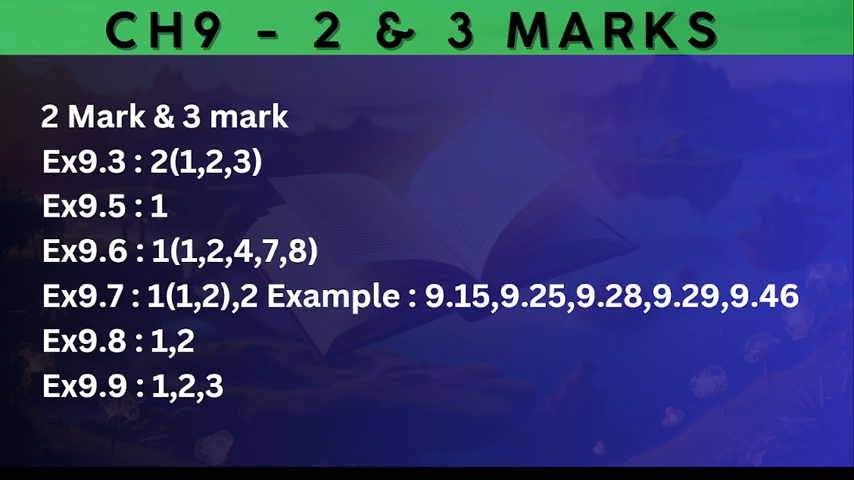 CH9 - 2 & 3 MARKS
2 Mark & 3 mark
Ex9.3 : 2(1,2,3)
Ex9.5 : 1
Ex9.6 : 1(1,2,4,7,8)
Ex9.7 : 1(1,2),2 Example : 9.15,9.25,9.28,9.29,9.46
Ex9.8 : 1,2
Ex9.9 : 1,2,3